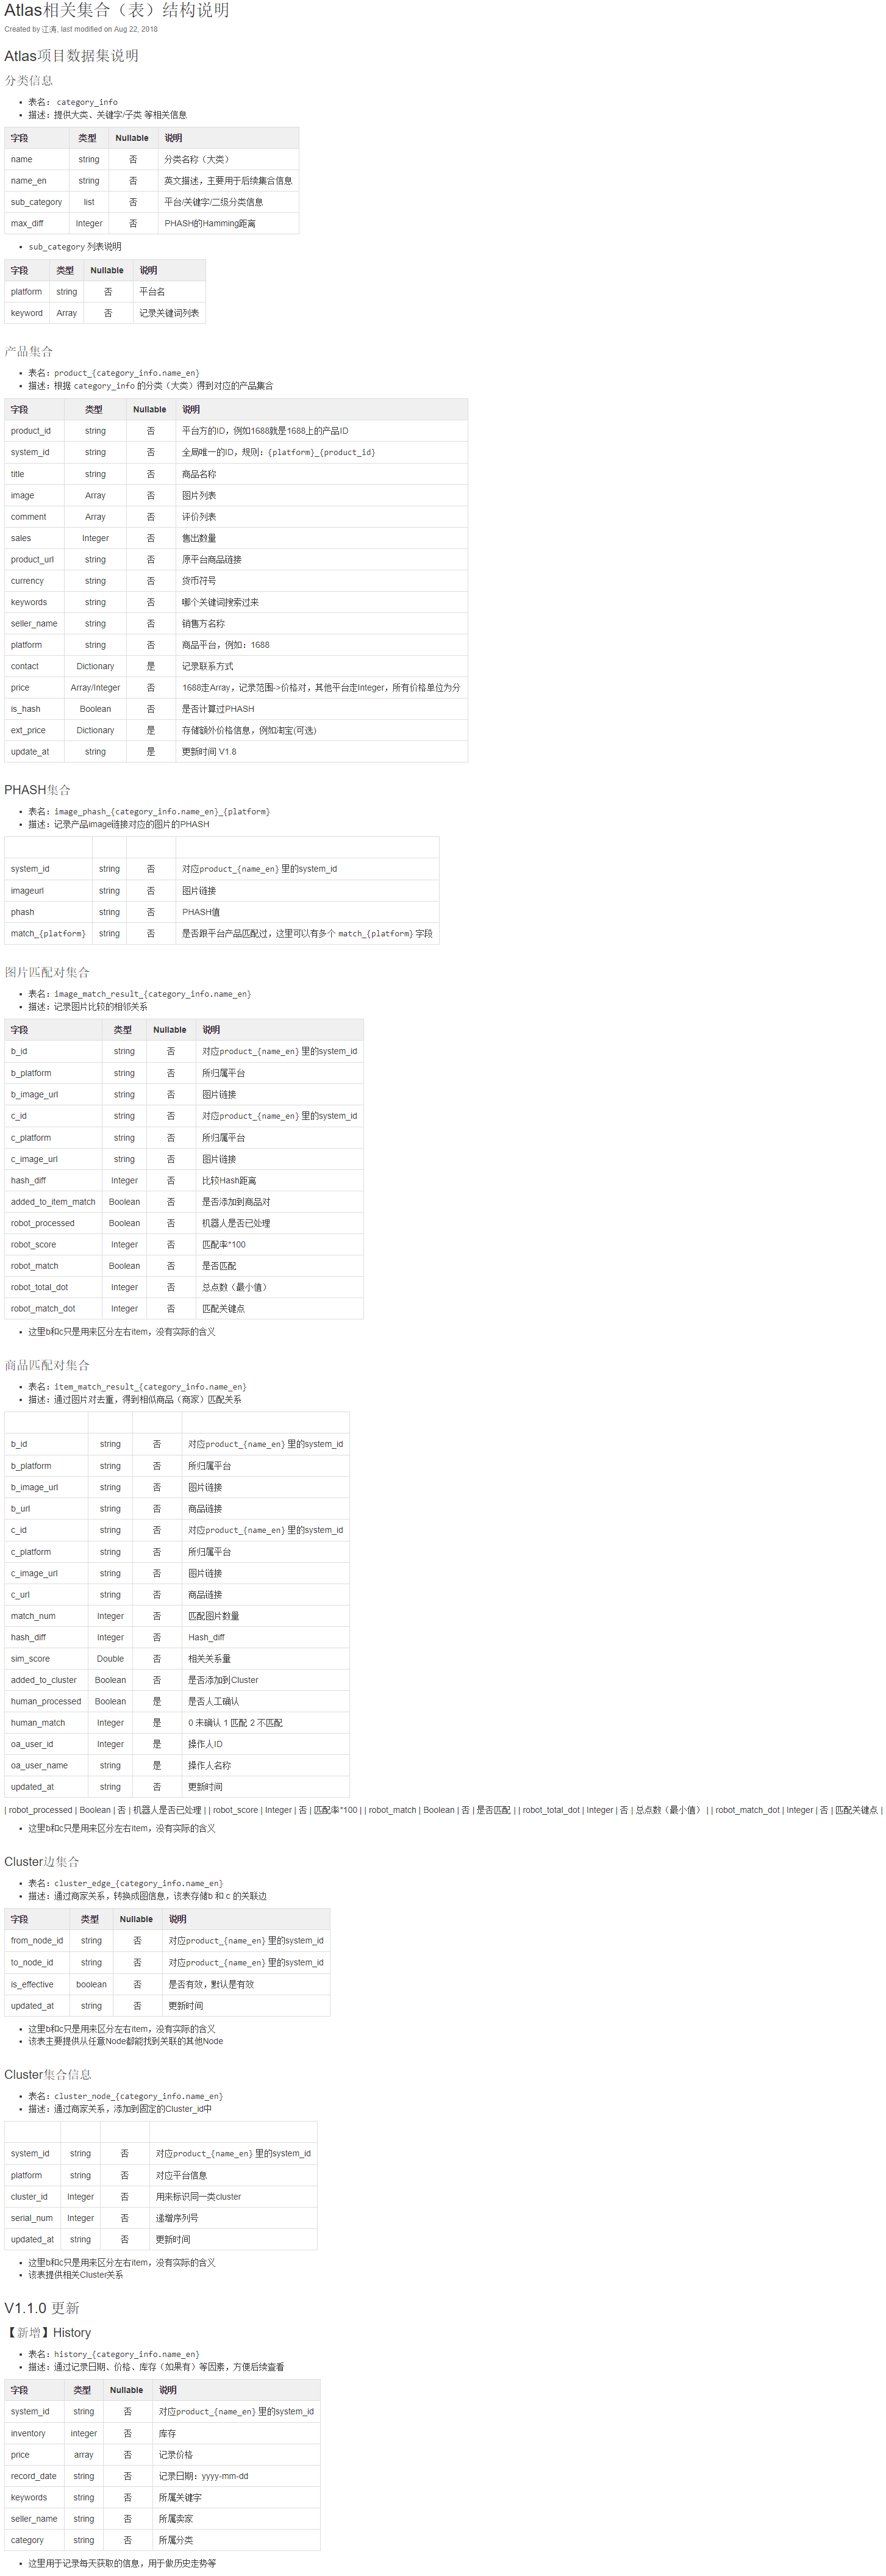 Atlas相关集合（表）结构说明
Created by 江涛, last modified on Aug 22, 2018
Atlas项目数据集说明
分类信息
• 表名： category_info
• 描述：提供大类、关键字/子类 等相关信息
字段 类型 Nullable 说明
name string 否 分类名称（大类）
name_en string 否 英文描述，主要用于后续集合信息
sub_category list 否 平台/关键字/二级分类信息
max_diff Integer 否 PHASH的Hamming距离
• sub_category 列表说明
字段 类型 Nullable 说明
platform string 否 平台名
keyword Array 否 记录关键词列表
产品集合
• 表名：product_{category_info.name_en}
• 描述：根据 category_info 的分类（大类）得到对应的产品集合
字段 类型 Nullable 说明
product_id string 否 平台方的ID，例如1688就是1688上的产品ID
system_id string 否 全局唯一的ID，规则：{platform}_{product_id}
title string 否 商品名称
image Array 否 图片列表
comment Array 否 评价列表
sales Integer 否 售出数量
product_url string 否 原平台商品链接
currency string 否 货币符号
keywords string 否 哪个关键词搜索过来
seller_name string 否 销售方名称
platform string 否 商品平台，例如：1688
contact Dictionary 是 记录联系方式
price Array/Integer 否 1688走Array，记录范围->价格对，其他平台走Integer，所有价格单位为分
is_hash Boolean 否 是否计算过PHASH
ext_price Dictionary 是 存储额外价格信息，例如淘宝(可选)
update_at string 是 更新时间 V1.8
PHASH集合
• 表名：image_phash_{category_info.name_en}_{platform}
• 描述：记录产品image链接对应的图片的PHASH
system_id string 否 对应product_{name_en} 里的system_id
imageurl string 否 图片链接
phash string 否 PHASH值
match_{platform} string 否 是否跟平台产品匹配过，这里可以有多个 match_{platform} 字段
图片匹配对集合
• 表名：image_match_result_{category_info.name_en}
• 描述：记录图片比较的相邻关系
字段 类型 Nullable 说明
b_id string 否 对应product_{name_en} 里的system_id
b_platform string 否 所归属平台
b_image_url string 否 图片链接
c_id string 否 对应product_{name_en} 里的system_id
c_platform string 否 所归属平台
c_image_url string 否 图片链接
hash_diff Integer 否 比较Hash距离
added_to_item_match Boolean 否 是否添加到商品对
robot_processed Boolean 否 机器人是否已处理
robot_score Integer 否 匹配率*100
robot_match Boolean 否 是否匹配
robot_total_dot Integer 否 总点数（最小值）
robot_match_dot Integer 否 匹配关键点
• 这里b和c只是用来区分左右item，没有实际的含义
商品匹配对集合
• 表名：item_match_result_{category_info.name_en}
• 描述：通过图片对去重，得到相似商品（商家）匹配关系
b_id string 否 对应product_{name_en} 里的system_id
b_platform string 否 所归属平台
b_image_url string 否 图片链接
b_url string 否 商品链接
c_id string 否 对应product_{name_en} 里的system_id
c_platform string 否 所归属平台
c_image_url string 否 图片链接
c_url string 否 商品链接
match_num Integer 否 匹配图片数量
hash_diff Integer 否 Hash_diff
sim_score Double 否 相关关系量
added_to_cluster Boolean 否 是否添加到Cluster
human_processed Boolean 是 是否人工确认
human_match Integer 是 0 未确认 1 匹配 2 不匹配
oa_user_id Integer 是 操作人ID
oa_user_name string 是 操作人名称
updated_at string 否 更新时间
| robot_processed | Boolean | 否 | 机器人是否已处理 | | robot_score | Integer | 否 | 匹配率*100 | | robot_match | Boolean | 否 | 是否匹配 | | robot_total_dot | Integer | 否 | 总点数（最小值） | | robot_match_dot | Integer | 否 | 匹配关键点 |
• 这里b和c只是用来区分左右item，没有实际的含义
Cluster边集合
• 表名：cluster_edge_{category_info.name_en}
• 描述：通过商家关系，转换成图信息，该表存储b 和 c 的关联边
字段 类型 Nullable 说明
from_node_id string 否 对应product_{name_en} 里的system_id
to_node_id string 否 对应product_{name_en} 里的system_id
is_effective boolean 否 是否有效，默认是有效
updated_at string 否 更新时间
• 这里b和c只是用来区分左右item，没有实际的含义
• 该表主要提供从任意Node都能找到关联的其他Node
Cluster集合信息
• 表名：cluster_node_{category_info.name_en}
• 描述：通过商家关系，添加到固定的Cluster_id中
system_id string 否 对应product_{name_en} 里的system_id
platform string 否 对应平台信息
cluster_id Integer 否 用来标识同一类cluster
serial_num Integer 否 递增序列号
updated_at string 否 更新时间
• 这里b和c只是用来区分左右item，没有实际的含义
• 该表提供相关Cluster关系
V1.1.0 更新
【新增】History
• 表名：history_{category_info.name_en}
• 描述：通过记录日期、价格、库存（如果有）等因素，方便后续查看
字段 类型 Nullable 说明
system_id string 否 对应product_{name_en} 里的system_id
inventory integer 否 库存
price array 否 记录价格
record_date string 否 记录日期：yyyy-mm-dd
keywords string 否 所属关键字
seller_name string 否 所属卖家
category string 否 所属分类
• 这里用于记录每天获取的信息，用于做历史走势等